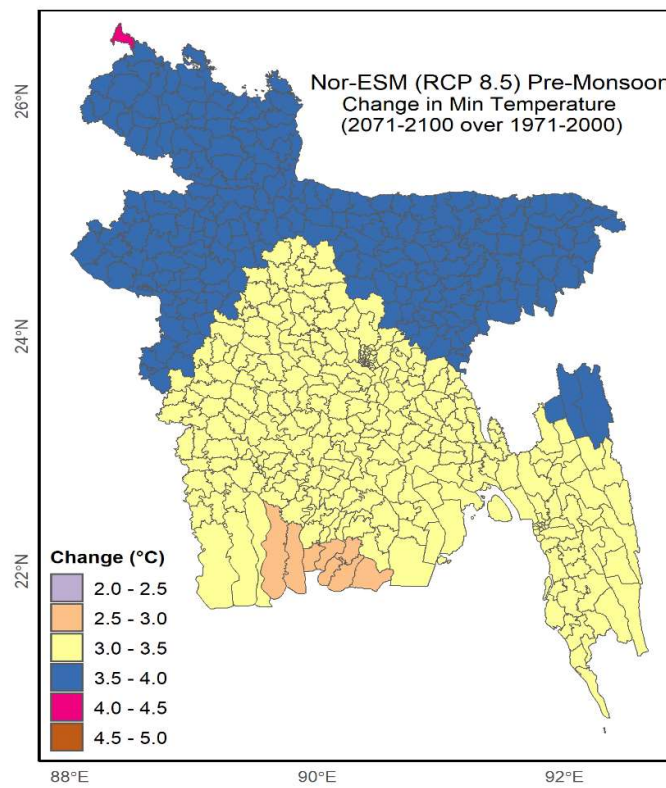 Nor-ESM (RCP 8.5) Pre-Monsoon
Change in Min Temperature
(2071-2100 over 1971-2000)
26°N
24°N
22°N
Change (°C)
2.0 - 2.5
2.5 - 3.0
3.0 - 3.5
3.5 - 4.0
4.0 - 4.5
4.5 - 5.0
88°E
90°E
92°E